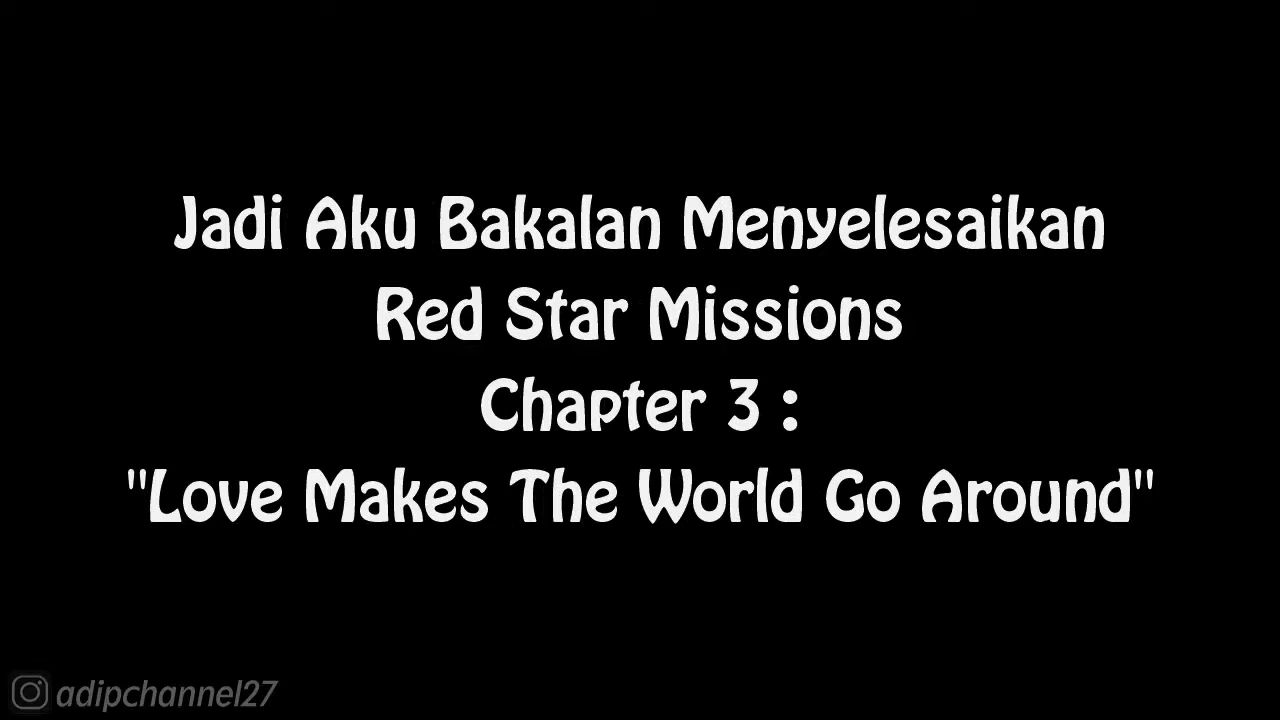 Jadi Aku Bakalan Menyelesaikan
Red Star Missions
Chapter 3 :
"Love Makes The World Go Around"
adipchannel27